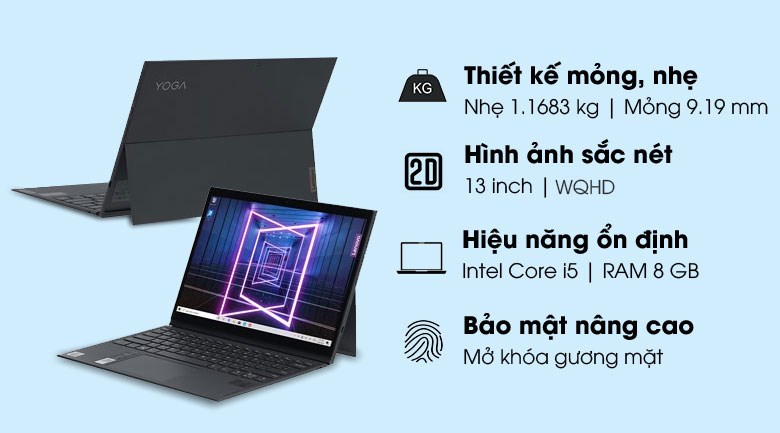 YOGA
Lenovo
KG
Thiết kế mỏng, nhẹ
Nhẹ 1.1683 kg | Mỏng 9.19 mm
2D
Hình ảnh sắc nét
13 inch | WQHD
Hiệu năng ổn định
Intel Core i5 | RAM 8 GB
Bảo mật nâng cao
Mở khóa gương mặt